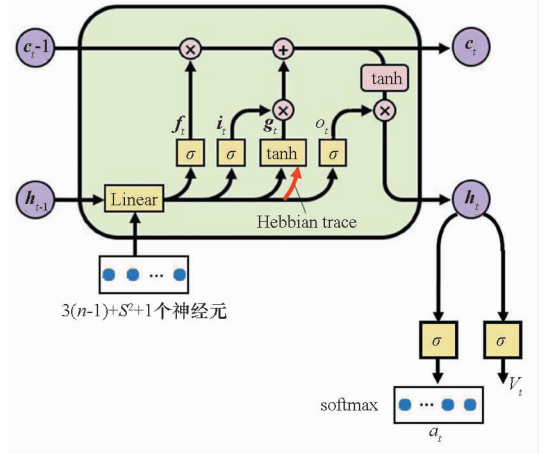 c_t-1
c_t
tanh
f_t
i_t
g_t
o_t
σ
σ
tanh
σ
h_{t-1}
Linear
h_t
Hebbian trace
3(n-1)+S²+1个神经元
σ
σ
V_t
softmax
a_t